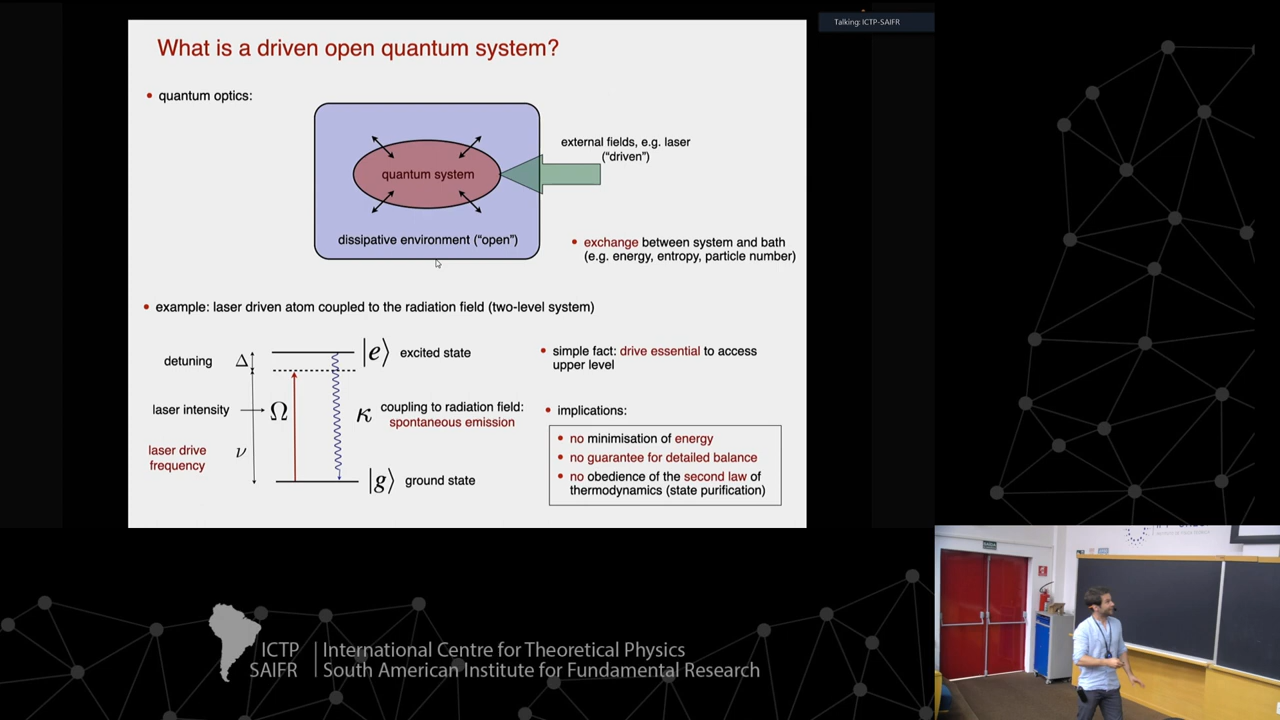 Talking: ICTP-SAIFR
What is a driven open quantum system?
• quantum optics:
quantum system
dissipative environment (“open”)
external fields, e.g. laser
(“driven”)
• exchange between system and bath
(e.g. energy, entropy, particle number)
• example: laser driven atom coupled to the radiation field (two-level system)
detuning Δ
|e⟩ excited state
laser intensity Ω
κ coupling to radiation field:
spontaneous emission
laser drive
frequency ν
|g⟩ ground state
• simple fact: drive essential to access
upper level
• implications:
• no minimisation of energy
• no guarantee for detailed balance
• no obedience of the second law of
thermodynamics (state purification)
ICTP
SAIFR
International Centre for Theoretical Physics
South American Institute for Fundamental Research